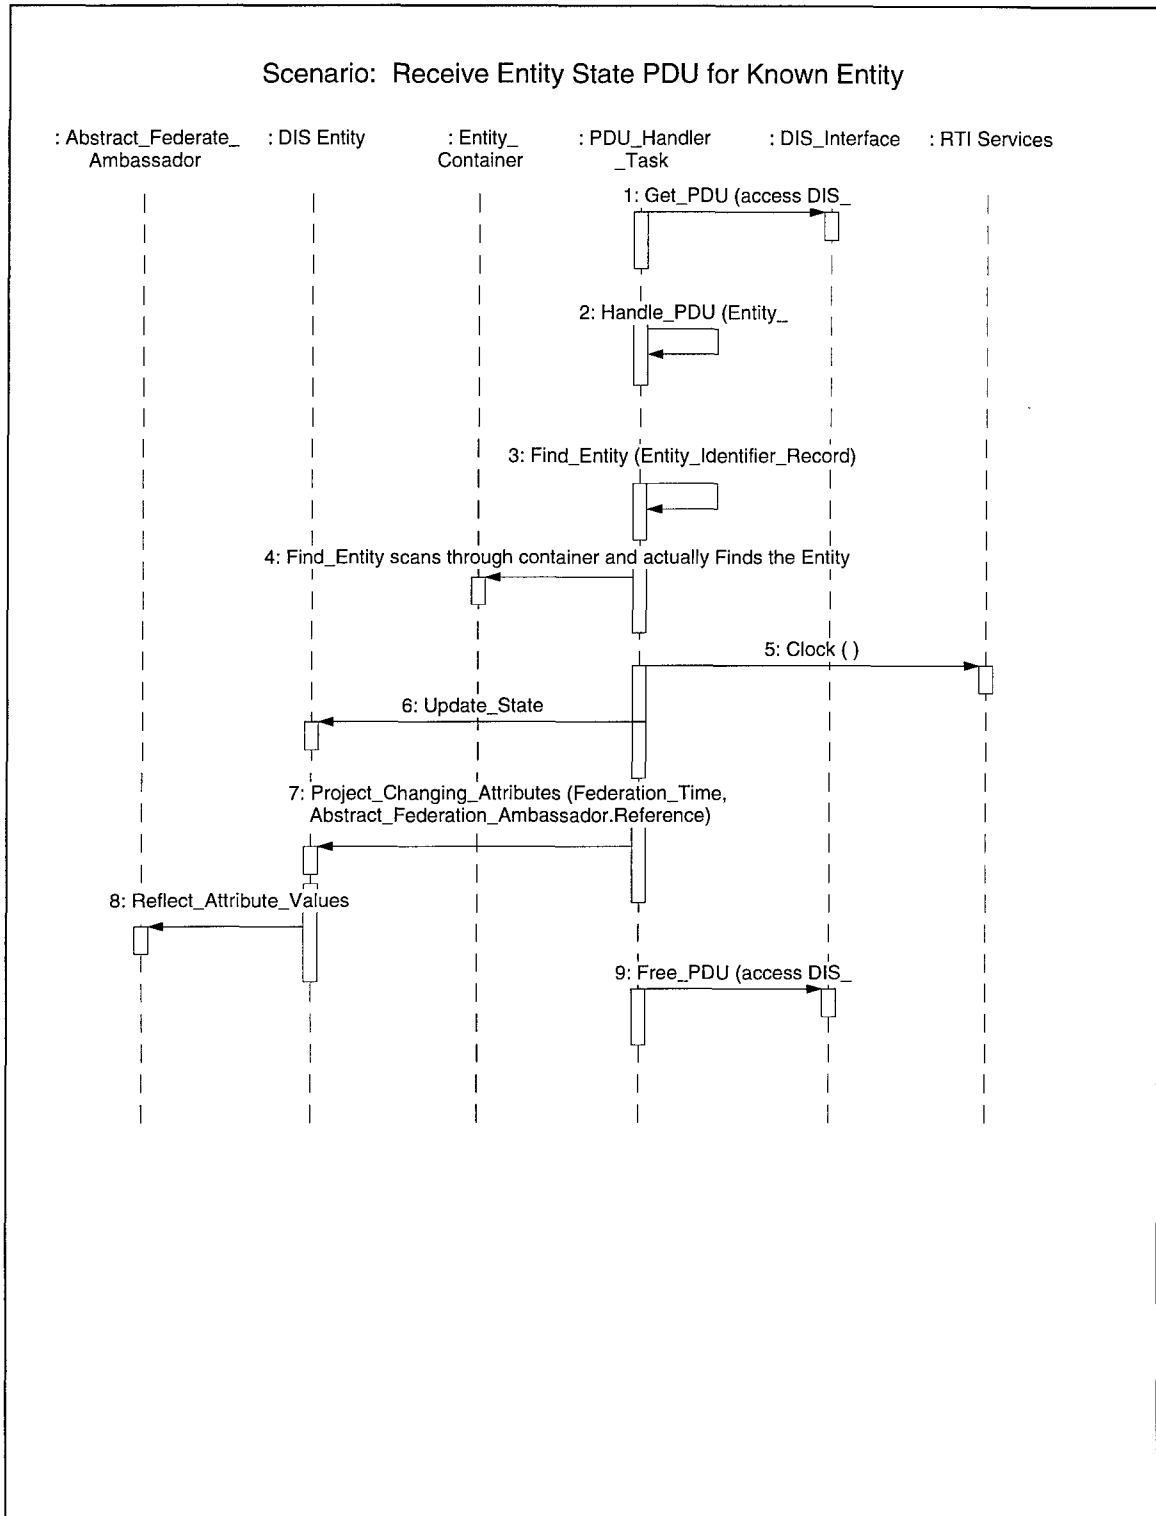 Scenario: Receive Entity State PDU for Known Entity
: Abstract_Federate_
Ambassador
: DIS Entity
: Entity_
Container
: PDU_Handler
_Task
: DIS_Interface
: RTI Services
1: Get_PDU (access DIS_
2: Handle_PDU (Entity_
3: Find_Entity (Entity_Identifier_Record)
4: Find_Entity scans through container and actually Finds the Entity
5: Clock ( )
6: Update_State
7: Project_Changing_Attributes (Federation_Time,
Abstract_Federation_Ambassador.Reference)
8: Reflect_Attribute_Values
9: Free_PDU (access DIS_